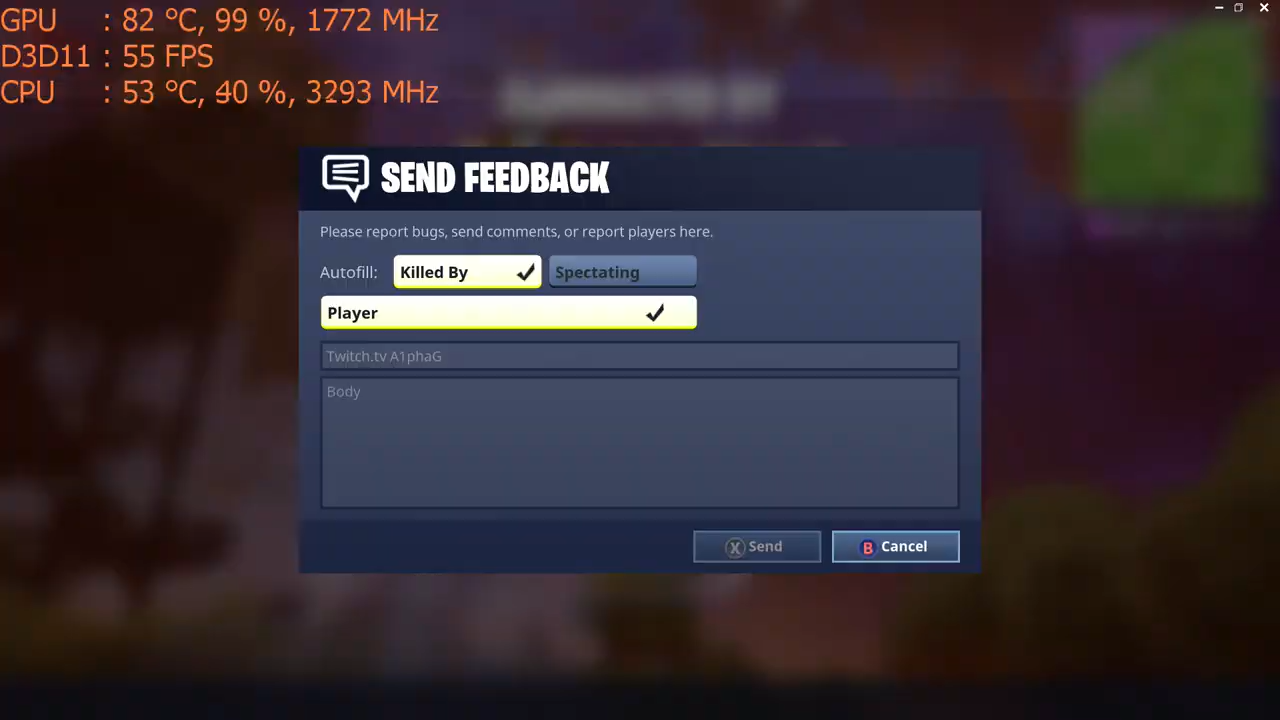 GPU : 82 °C, 99 %, 1772 MHz
D3D11 : 55 FPS
CPU : 53 °C, 40 %, 3293 MHz
SEND FEEDBACK
Please report bugs, send comments, or report players here.
Autofill: Killed By Spectating
Player
Twitch.tv A1phaG
Body
X Send B Cancel